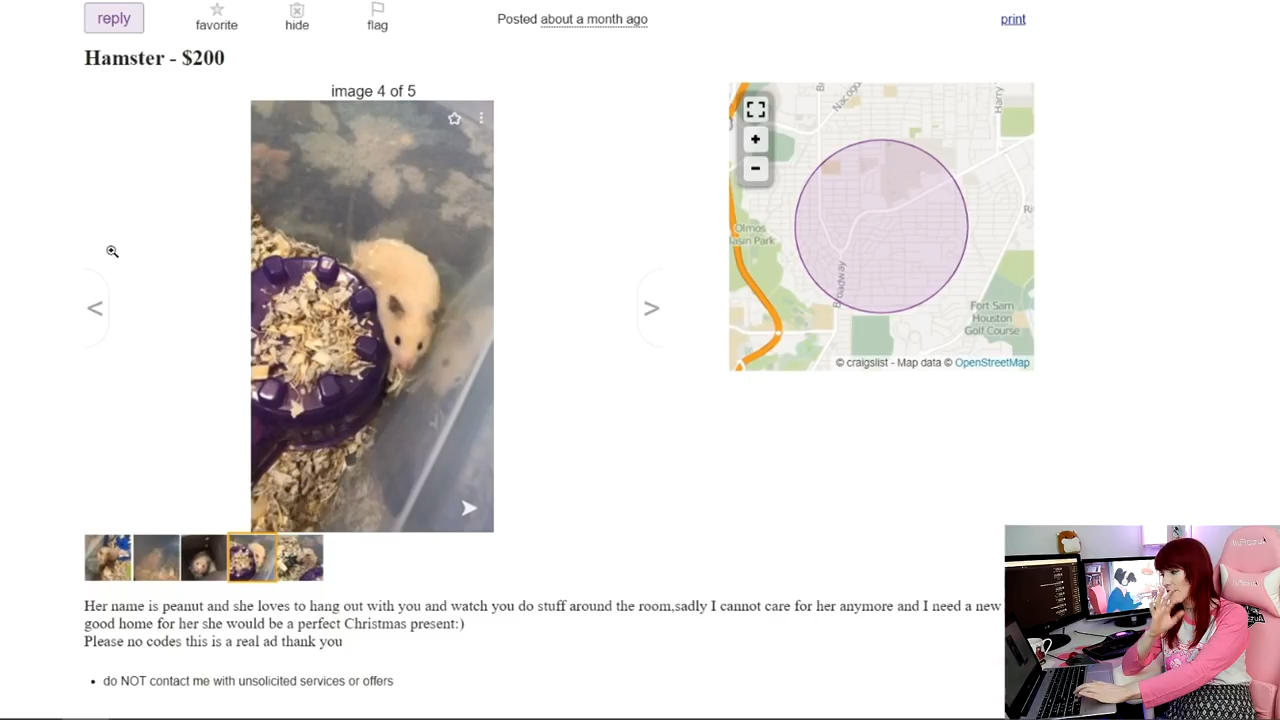 reply
favorite
hide
flag
Posted about a month ago
print
Hamster - $200
image 4 of 5
Harry
+
−
Olmos
Basin Park
Broadway
Fort Sam
Houston
Golf Course
© craigslist - Map data © OpenStreetMap
<
>
Her name is peanut and she loves to hang out with you and watch you do stuff around the room,sadly I cannot care for her anymore and I need a new
good home for her she would be a perfect Christmas present:)
Please no codes this is a real ad thank you
• do NOT contact me with unsolicited services or offers